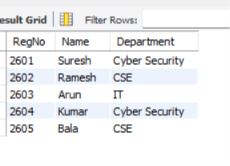 esult Grid Filter Rows:
RegNo Name Department
2601 Suresh Cyber Security
2602 Ramesh CSE
2603 Arun IT
2604 Kumar Cyber Security
2605 Bala CSE